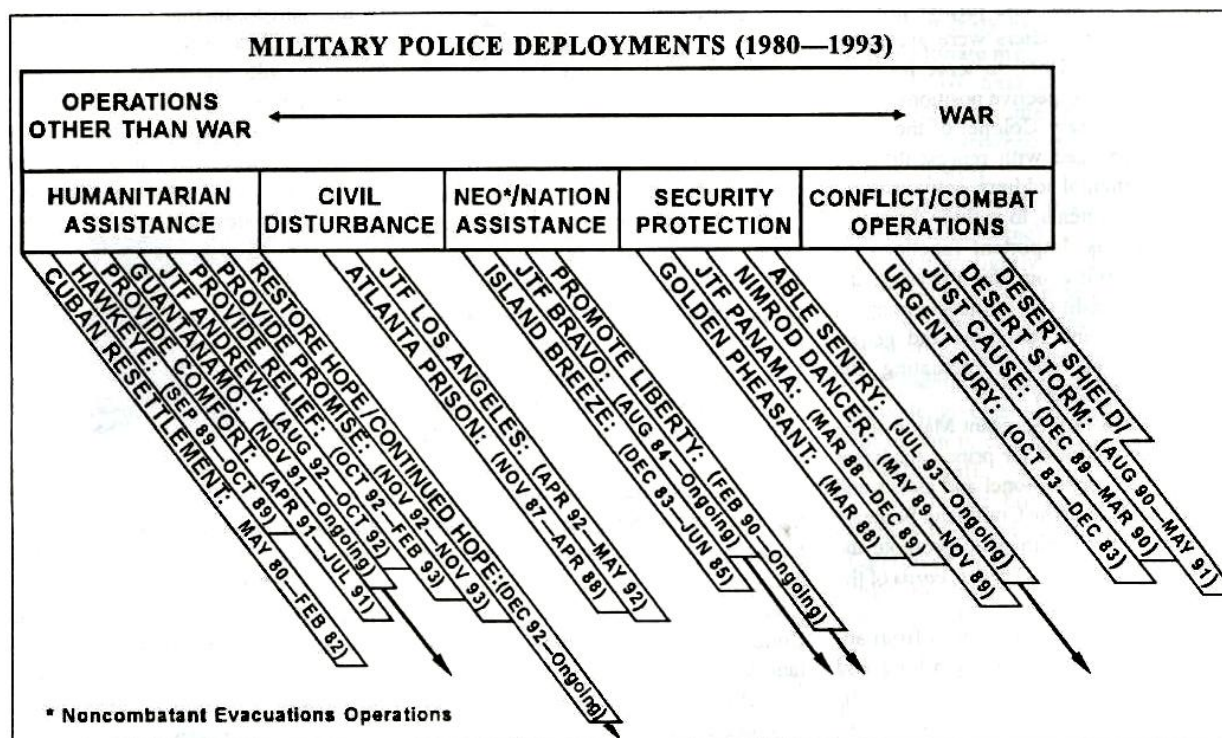 MILITARY POLICE DEPLOYMENTS (1980—1993)
OPERATIONS
OTHER THAN WAR
WAR
HUMANITARIAN
ASSISTANCE
CIVIL
DISTURBANCE
NEO*/NATION
ASSISTANCE
SECURITY
PROTECTION
CONFLICT/COMBAT
OPERATIONS
CUBAN RESETTLEMENT: MAY 80—FEB 82)
HAWKEYE: (SEP 89—OCT 89)
PROVIDE COMFORT: (APR 91—JUL 91)
GUANTANAMO: (NOV 91—Ongoing)
JTF ANDREW: (AUG 92—OCT 92)
PROVIDE RELIEF: (OCT 92—FEB 93)
PROVIDE PROMISE: (NOV 92—NOV 93)
RESTORE HOPE/CONTINUED HOPE:(DEC 92—Ongoing)
ATLANTA PRISON: (NOV 87—APR 88)
JTF LOS ANGELES: (APR 92—MAY 92)
ISLAND BREEZE: (DEC 83—JUN 85)
JTF BRAVO: (AUG 84—Ongoing)
PROMOTE LIBERTY: (FEB 90—Ongoing)
GOLDEN PHEASANT: (MAR 88)
JTF PANAMA: (MAR 88—DEC 89)
NIMROD DANCER: (MAY 89—NOV 89)
ABLE SENTRY: (JUL 93—Ongoing)
URGENT FURY: (OCT 83—DEC 83)
JUST CAUSE: (DEC 89—MAR 90)
DESERT STORM: (AUG 90—MAY 91)
DESERT SHIELD/
* Noncombatant Evacuations Operations